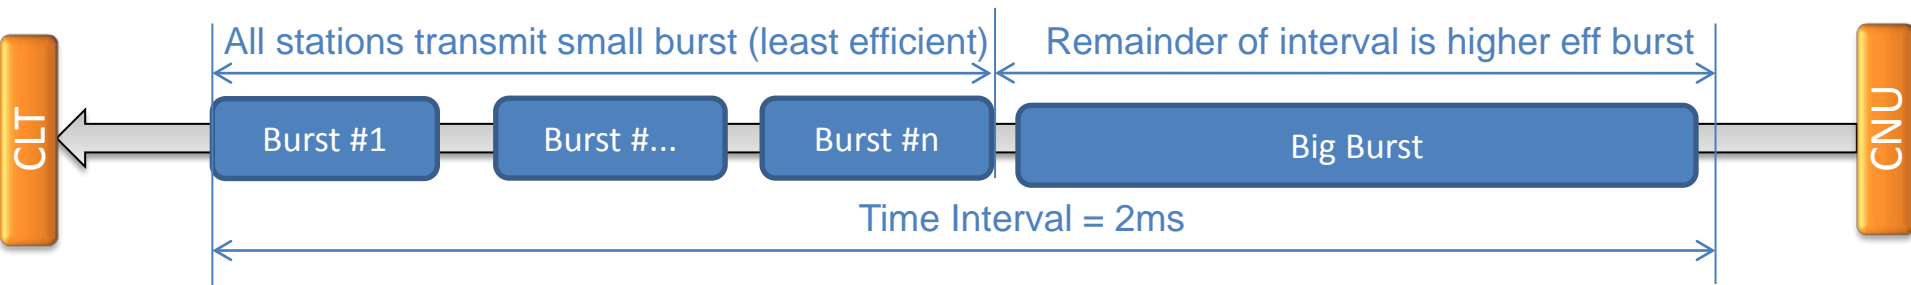 All stations transmit small burst (least efficient)
Remainder of interval is higher eff burst
CLT
Burst #1
Burst #...
Burst #n
Big Burst
CNU
Time Interval = 2ms